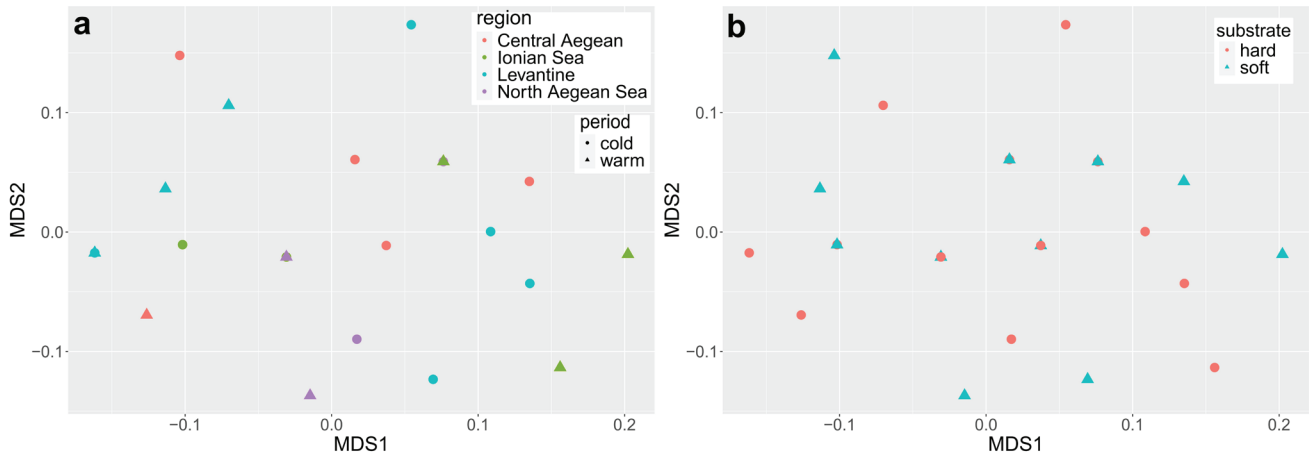 a
region
Central Aegean
Ionian Sea
Levantine
North Aegean Sea
period
cold
warm
0.1
0.0
−0.1
MDS2
−0.1 0.0 0.1 0.2
MDS1
b
substrate
hard
soft
0.1
0.0
−0.1
MDS2
−0.1 0.0 0.1 0.2
MDS1